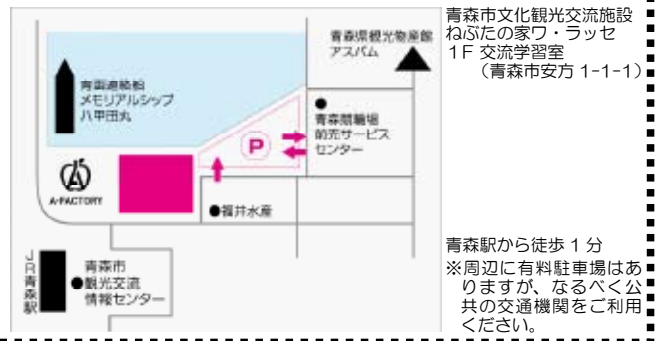 青森市文化観光交流施設
ねぶたの家ワ・ラッセ
1F 交流学習室
（青森市安方 1-1-1）
青森県観光物産館
アスパム
青函連絡船
メモリアルシップ
八甲田丸
●
青森競輪場
前売サービス
センター
P
A-FACTORY
●福井水産
JR青森駅
青森市
●観光交流
情報センター
青森駅から徒歩 1 分
※周辺に有料駐車場はあ
りますが、なるべく公
共の交通機関をご利用
ください。